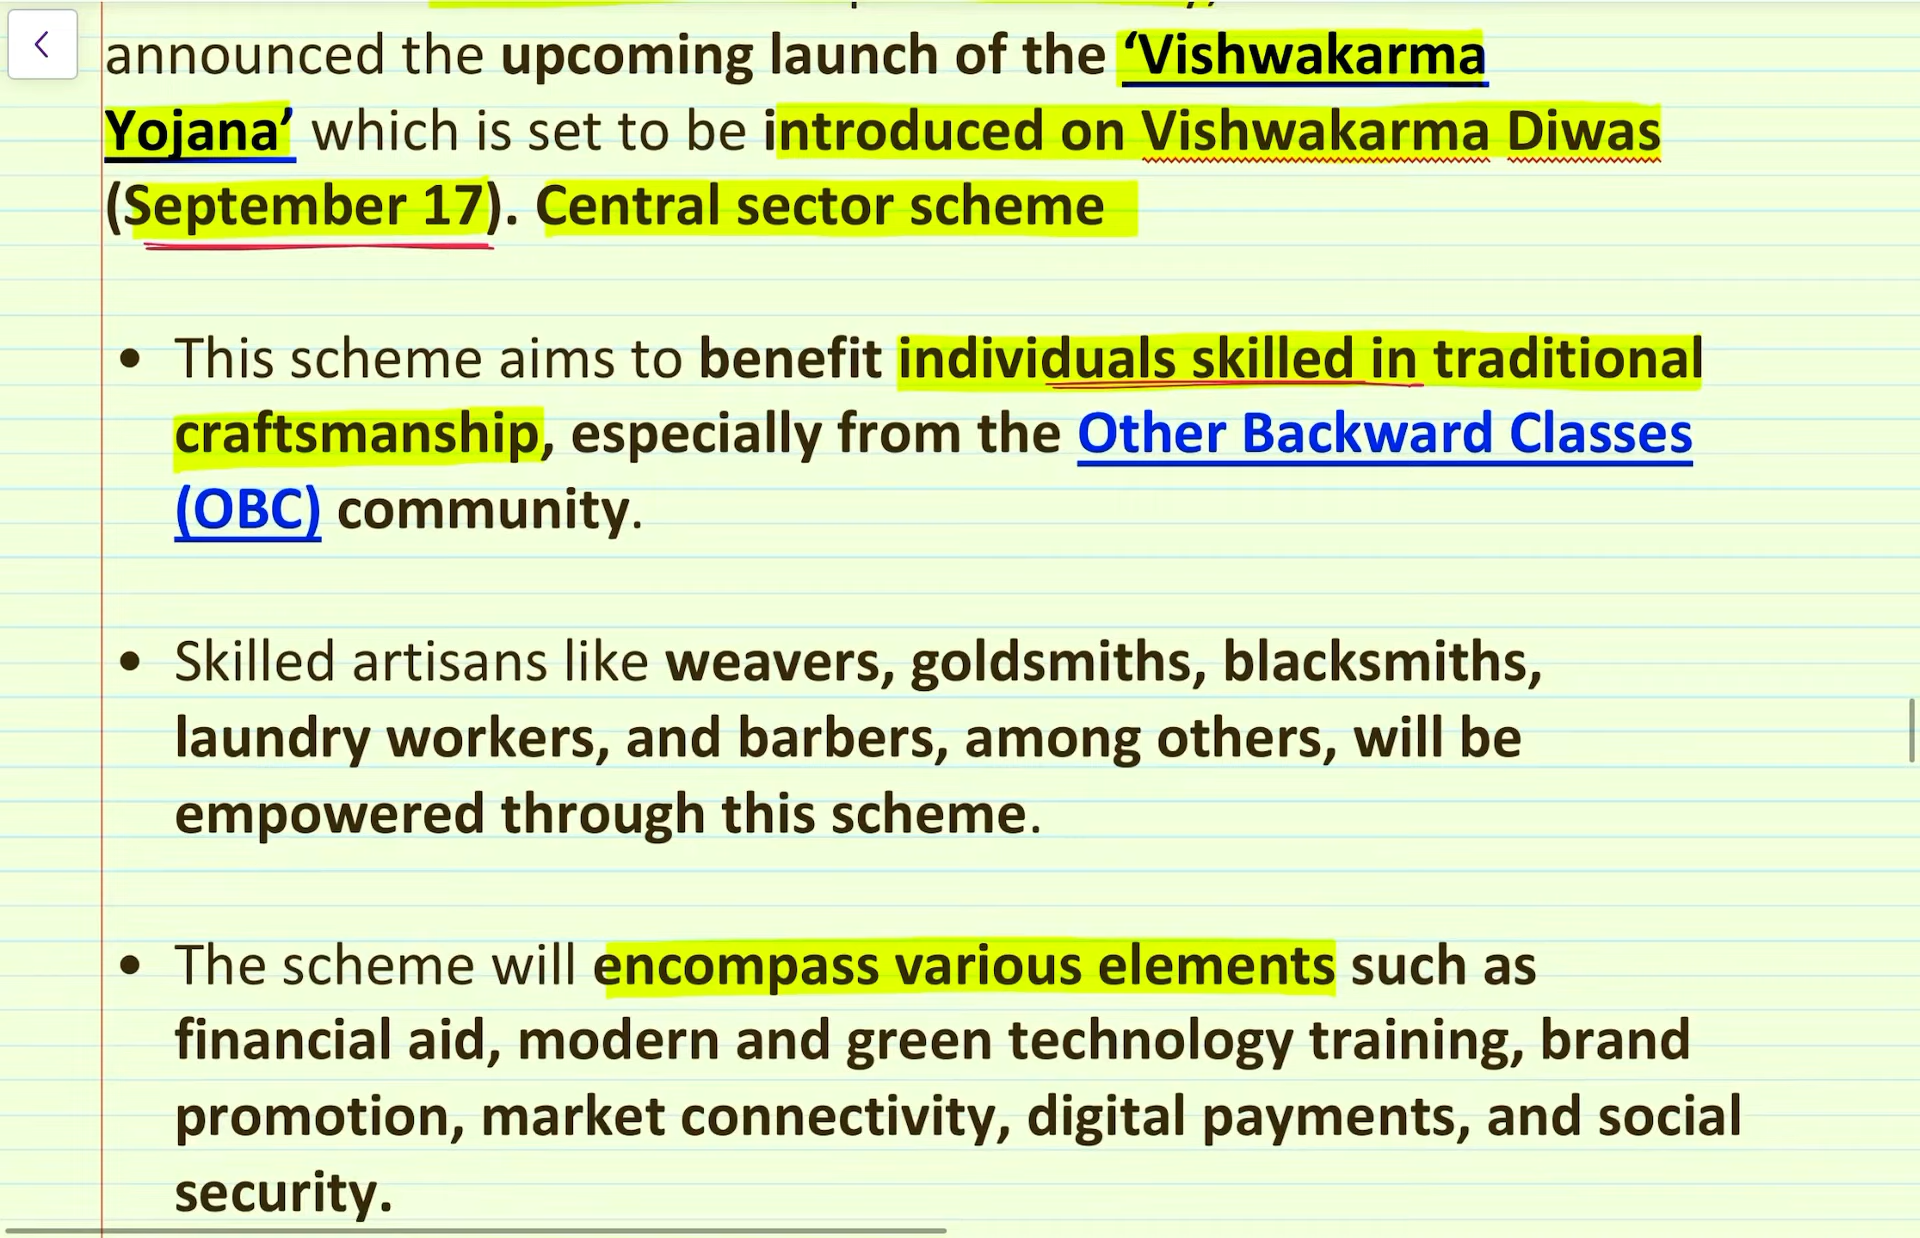 announced the upcoming launch of the ‘Vishwakarma
Yojana’ which is set to be introduced on Vishwakarma Diwas
(September 17). Central sector scheme
• This scheme aims to benefit individuals skilled in traditional
craftsmanship, especially from the Other Backward Classes
(OBC) community.
• Skilled artisans like weavers, goldsmiths, blacksmiths,
laundry workers, and barbers, among others, will be
empowered through this scheme.
• The scheme will encompass various elements such as
financial aid, modern and green technology training, brand
promotion, market connectivity, digital payments, and social
security.